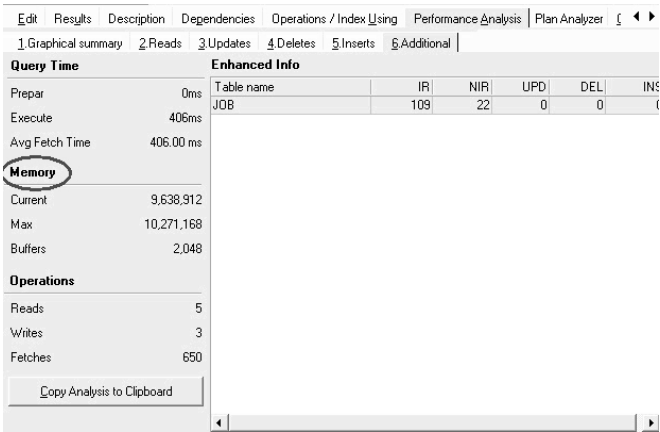 Edit Results Description Dependencies Operations / Index Using Performance Analysis Plan Analyzer
1.Graphical summary 2.Reads 3.Updates 4.Deletes 5.Inserts 6.Additional
Query Time
Prepar 0ms
Execute 406ms
Avg Fetch Time 406.00 ms
Memory
Current 9,638,912
Max 10,271,168
Buffers 2,048
Operations
Reads 5
Writes 3
Fetches 650
Copy Analysis to Clipboard
Enhanced Info
Table name IR NIR UPD DEL INS
JOB 109 22 0 0 0